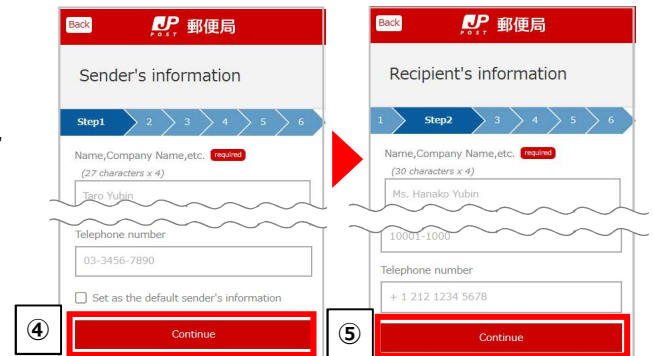 Back
JP POST 郵便局
Sender's information
Step1 2 3 4 5 6
Name,Company Name,etc. required
(27 characters x 4)
Taro Yubin
Telephone number
03-3456-7890
Set as the default sender's information
④ Continue
Back
JP POST 郵便局
Recipient's information
1 Step2 3 4 5 6
Name,Company Name,etc. required
(30 characters x 4)
Ms. Hanako Yubin
10001-1000
Telephone number
+ 1 212 1234 5678
⑤ Continue